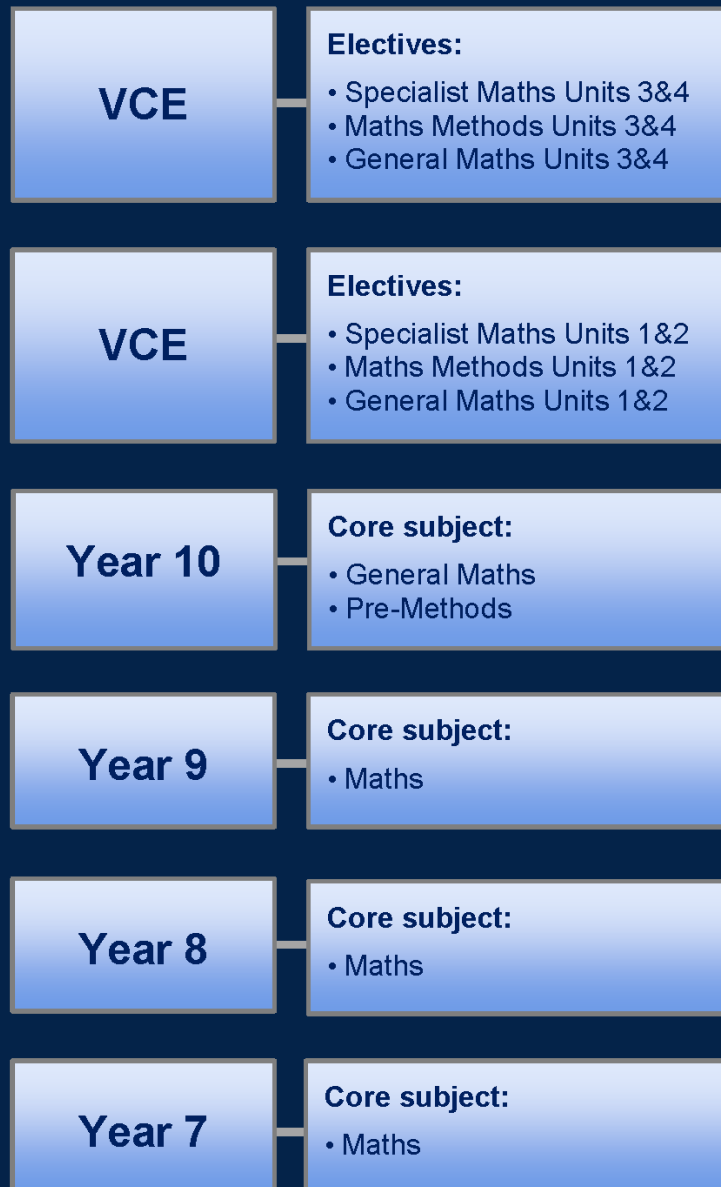 VCE
Electives:
• Specialist Maths Units 3&4
• Maths Methods Units 3&4
• General Maths Units 3&4
VCE
Electives:
• Specialist Maths Units 1&2
• Maths Methods Units 1&2
• General Maths Units 1&2
Year 10
Core subject:
• General Maths
• Pre-Methods
Year 9
Core subject:
• Maths
Year 8
Core subject:
• Maths
Year 7
Core subject:
• Maths